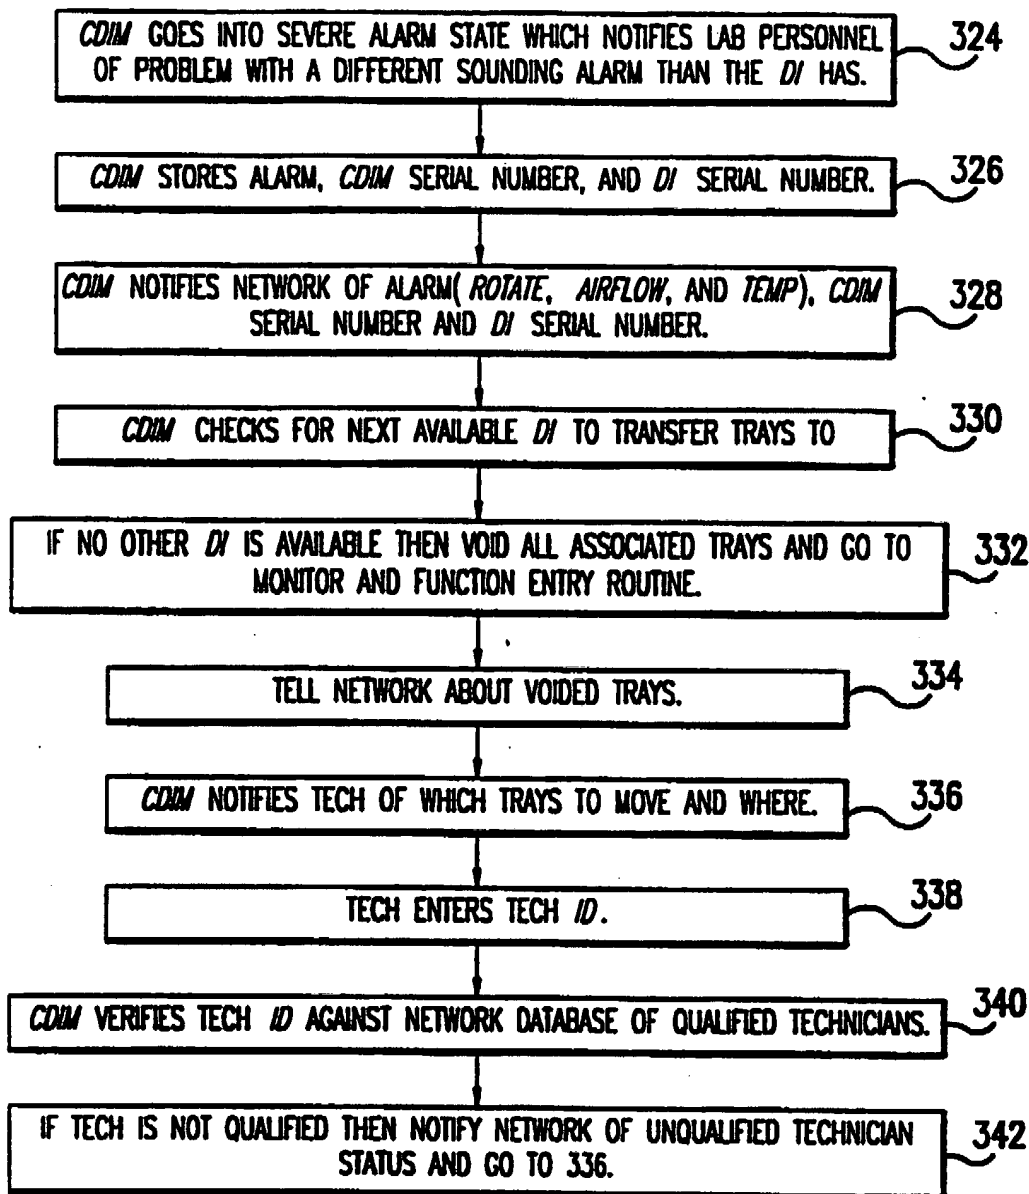 CDIM GOES INTO SEVERE ALARM STATE WHICH NOTIFIES LAB PERSONNEL
OF PROBLEM WITH A DIFFERENT SOUNDING ALARM THAN THE DI HAS.
324
CDIM STORES ALARM, CDIM SERIAL NUMBER, AND DI SERIAL NUMBER.
326
CDIM NOTIFIES NETWORK OF ALARM(ROTATE, AIRFLOW, AND TEMP), CDIM
SERIAL NUMBER AND DI SERIAL NUMBER.
328
CDIM CHECKS FOR NEXT AVAILABLE DI TO TRANSFER TRAYS TO
330
IF NO OTHER DI IS AVAILABLE THEN VOID ALL ASSOCIATED TRAYS AND GO TO
MONITOR AND FUNCTION ENTRY ROUTINE.
332
TELL NETWORK ABOUT VOIDED TRAYS.
334
CDIM NOTIFIES TECH OF WHICH TRAYS TO MOVE AND WHERE.
336
TECH ENTERS TECH ID.
338
CDIM VERIFIES TECH ID AGAINST NETWORK DATABASE OF QUALIFIED TECHNICIANS.
340
IF TECH IS NOT QUALIFIED THEN NOTIFY NETWORK OF UNQUALIFIED TECHNICIAN
STATUS AND GO TO 336.
342